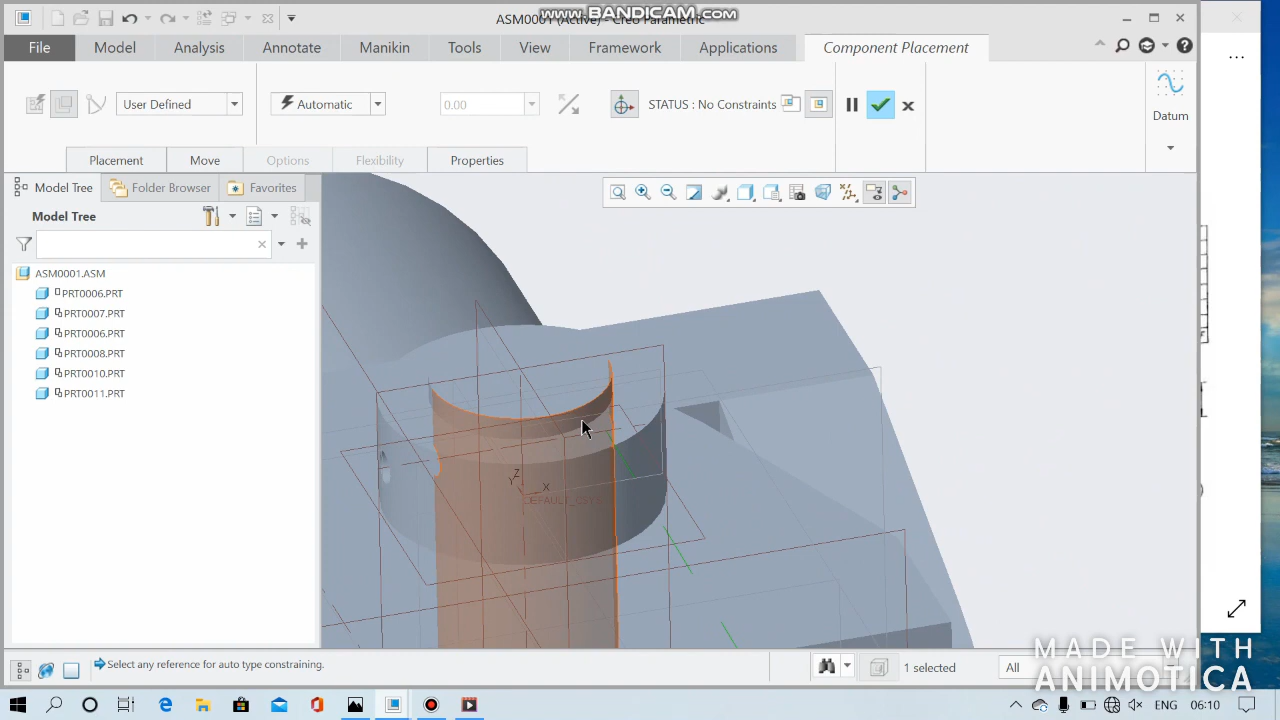 ASM0001 (Active) - Creo Parametric
www.BANDICAM.com
File Model Analysis Annotate Manikin Tools View Framework Applications Component Placement
User Defined Automatic 0.00 STATUS : No Constraints Datum
Placement Move Options Flexibility Properties
Model Tree Folder Browser Favorites
Model Tree
ASM0001.ASM
PRT0006.PRT
PRT0007.PRT
PRT0006.PRT
PRT0008.PRT
PRT0010.PRT
PRT0011.PRT
Z
Y X
Select any reference for auto type constraining.
1 selected All
MADE WITH
ANIMOTICA
ENG 06:10